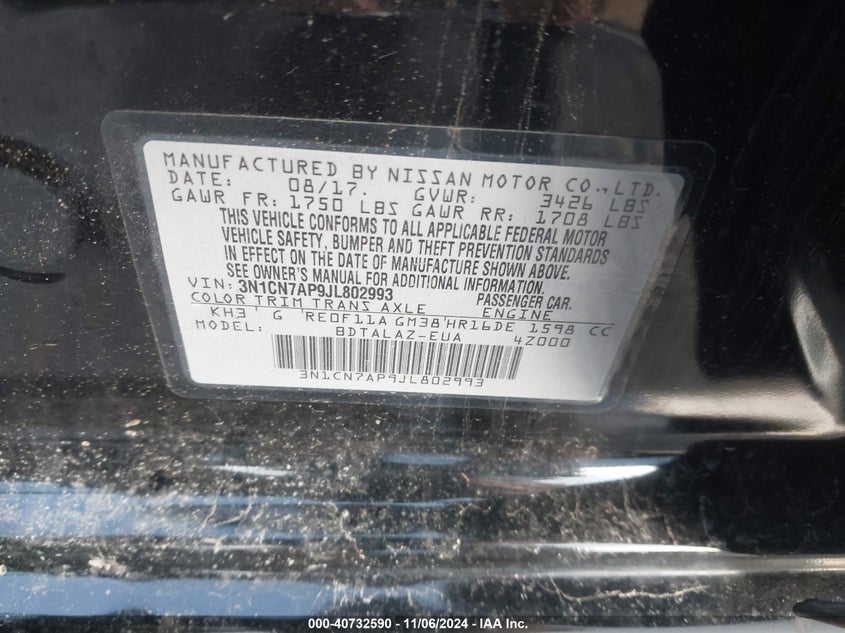 MANUFACTURED BY NISSAN MOTOR CO.,LTD.
DATE: 08/17. GVWR: 3426 LBS
GAWR FR: 1750 LBS GAWR RR: 1708 LBS
THIS VEHICLE CONFORMS TO ALL APPLICABLE FEDERAL MOTOR
VEHICLE SAFETY, BUMPER AND THEFT PREVENTION STANDARDS
IN EFFECT ON THE DATE OF MANUFACTURE SHOWN ABOVE.
SEE OWNER'S MANUAL FOR ADDITIONAL INFORMATION.
VIN: 3N1CN7AP9JL802993 PASSENGER CAR.
COLOR TRIM TRANS AXLE ENGINE
KH3 G RE0F11A GM38 HR16DE 1598 CC
MODEL: BDTALAZ-EUA 4Z000
3N1CN7AP9JL802993
000-40732590 - 11/06/2024 - IAA Inc.